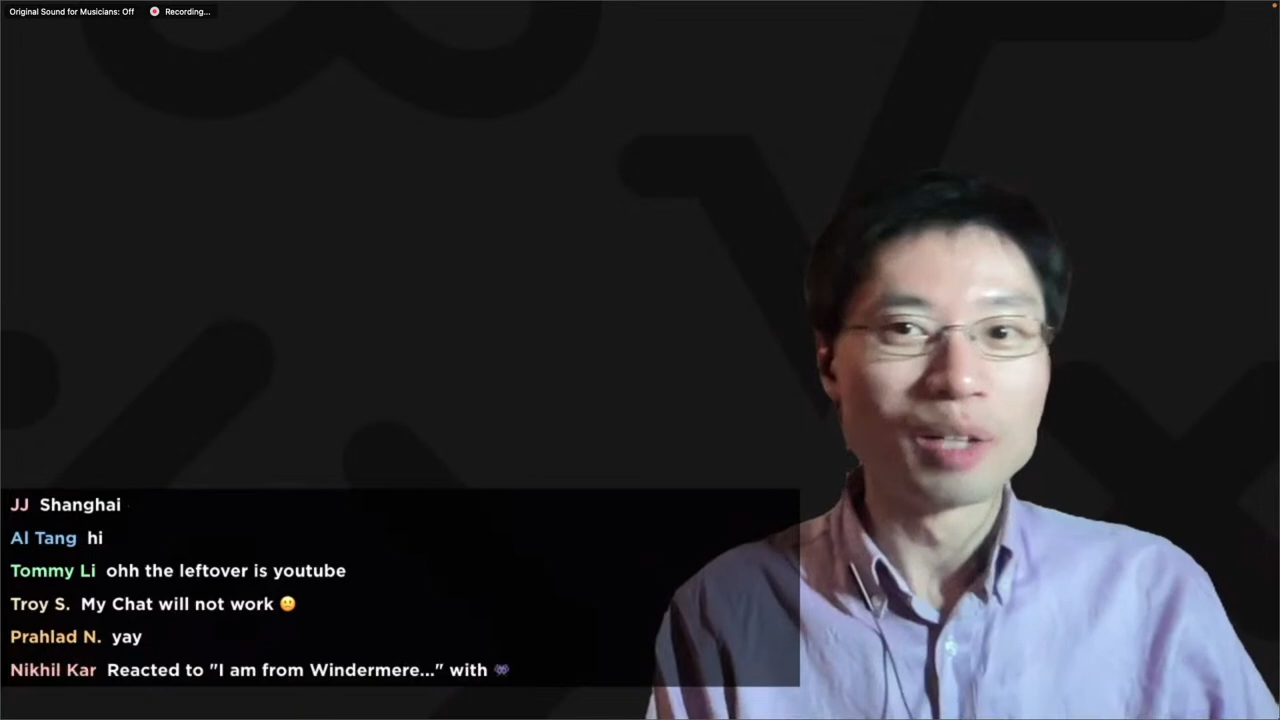 Original Sound for Musicians: Off Recording...
JJ Shanghai
Al Tang hi
Tommy Li ohh the leftover is youtube
Troy S. My Chat will not work 😕
Prahlad N. yay
Nikhil Kar Reacted to "I am from Windermere..." with 👾